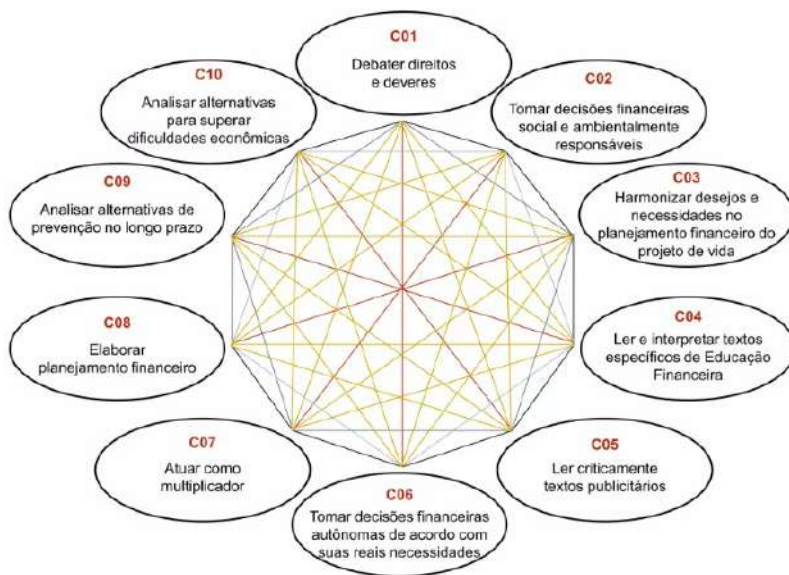 C01
Debater direitos
e deveres
C02
Tomar decisões financeiras
social e ambientalmente
responsáveis
C03
Harmonizar desejos e
necessidades no
planejamento financeiro do
projeto de vida
C04
Ler e interpretar textos
específicos de Educação
Financeira
C05
Ler criticamente
textos publicitários
C06
Tomar decisões financeiras
autônomas de acordo com
suas reais necessidades
C07
Atuar como
multiplicador
C08
Elaborar
planejamento financeiro
C09
Analisar alternativas de
prevenção no longo prazo
C10
Analisar alternativas
para superar
dificuldades econômicas